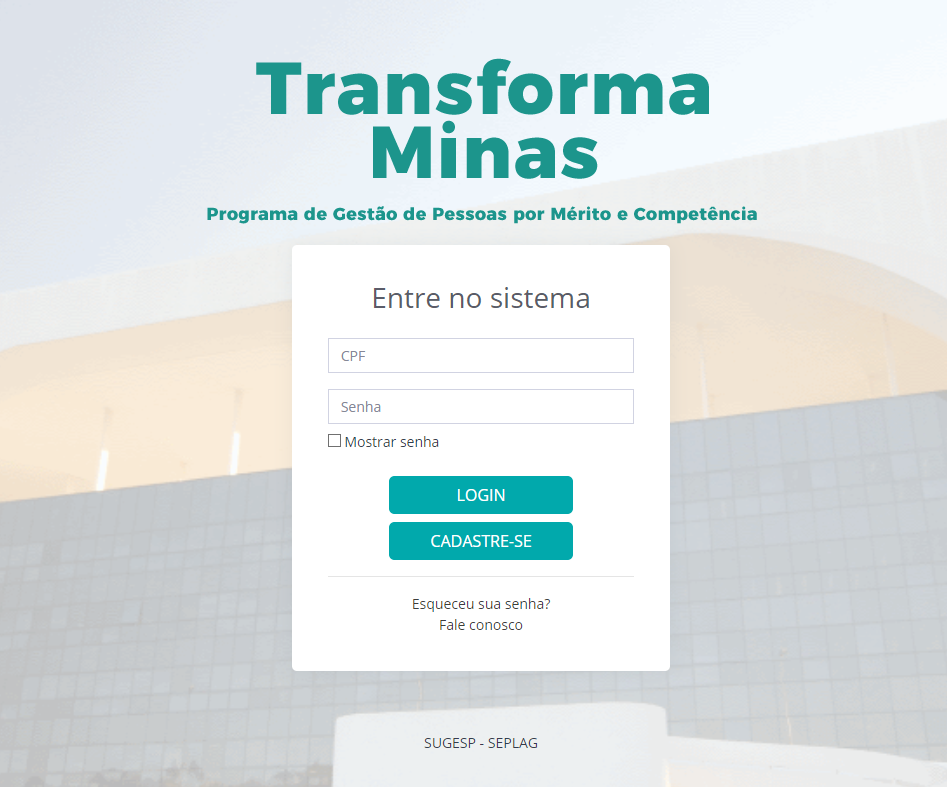 Transforma
Minas
Programa de Gestão de Pessoas por Mérito e Competência
Entre no sistema
CPF
Senha
Mostrar senha
LOGIN
CADASTRE-SE
Esqueceu sua senha?
Fale conosco
SUGESP - SEPLAG